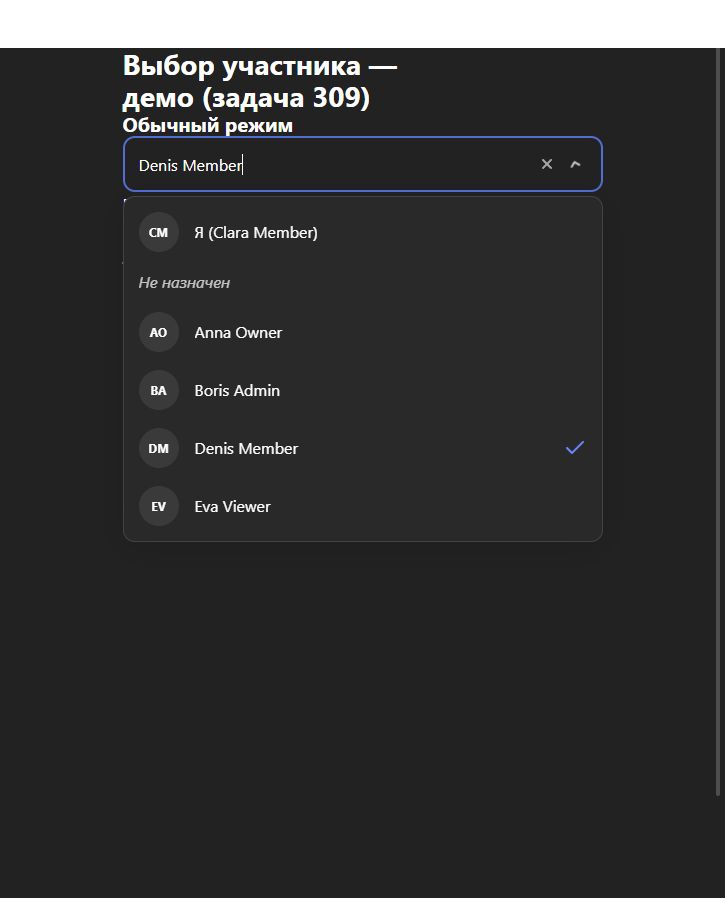 Выбор участника —
демо (задача 309)
Обычный режим
Denis Member
CM Я (Clara Member)
Не назначен
AO Anna Owner
BA Boris Admin
DM Denis Member
EV Eva Viewer